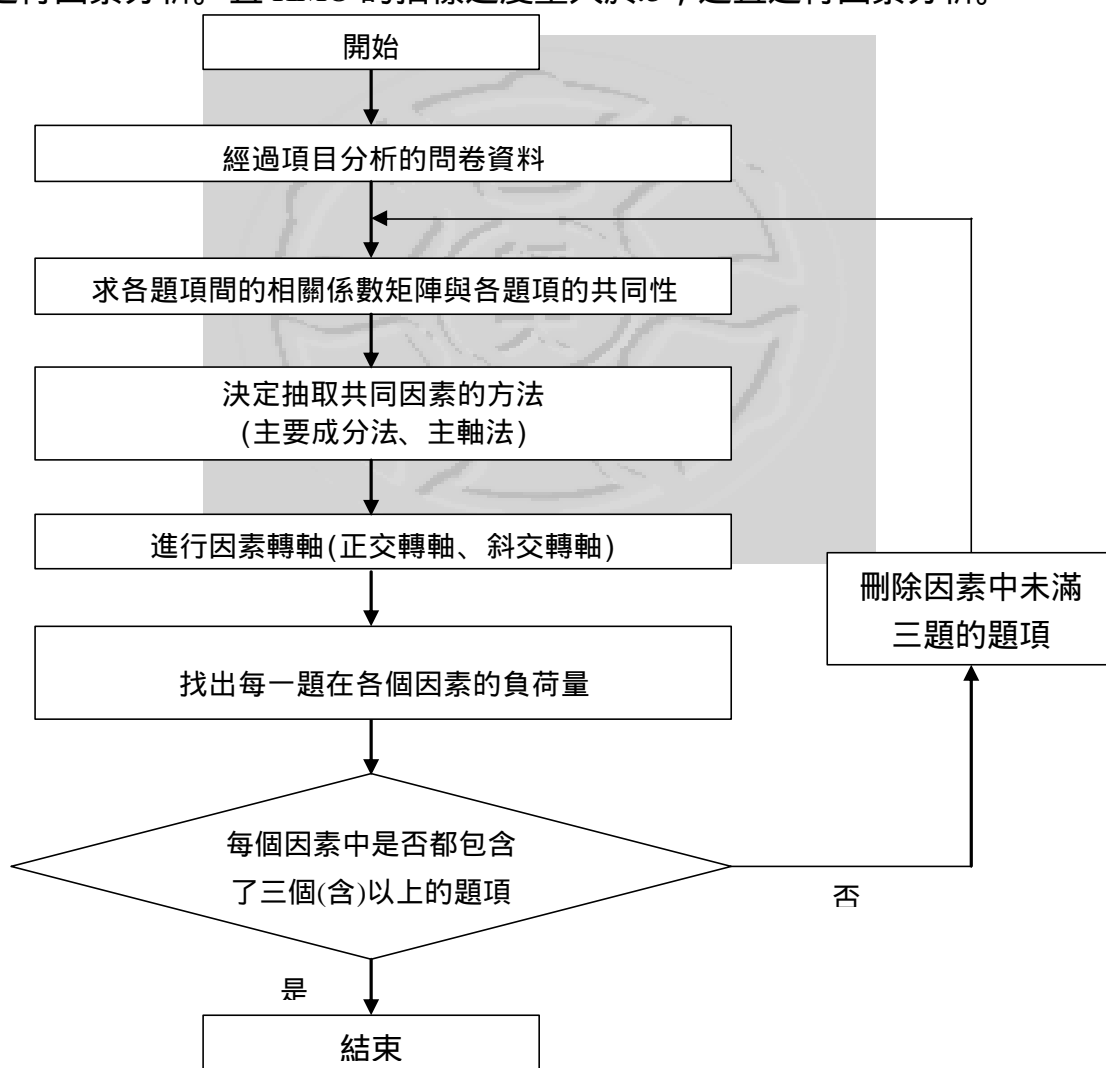 開始
經過項目分析的問卷資料
求各題項間的相關係數矩陣與各題項的共同性
決定抽取共同因素的方法
(主要成分法、主軸法)
進行因素轉軸(正交轉軸、斜交轉軸)
刪除因素中未滿
三題的題項
找出每一題在各個因素的負荷量
每個因素中是否都包含
了三個(含)以上的題項
否
是
結束